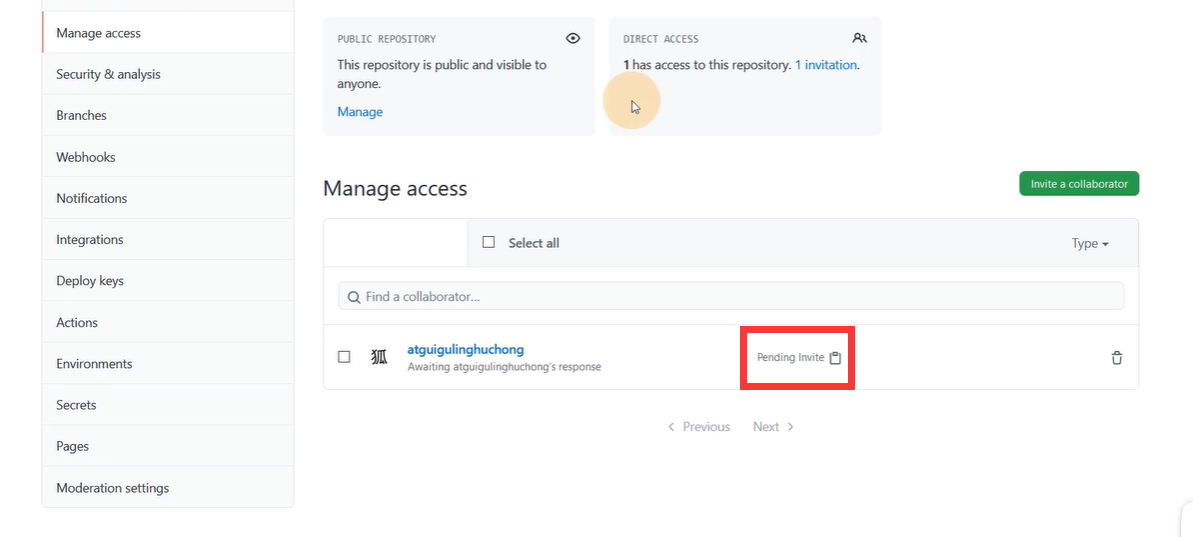 Manage access
Security & analysis
Branches
Webhooks
Notifications
Integrations
Deploy keys
Actions
Environments
Secrets
Pages
Moderation settings
PUBLIC REPOSITORY
This repository is public and visible to
anyone.
Manage
DIRECT ACCESS
1 has access to this repository. 1 invitation.
Manage access
Invite a collaborator
Select all
Type
Find a collaborator...
狐
atguigulinghuchong
Awaiting atguigulinghuchong's response
Pending Invite
Previous
Next